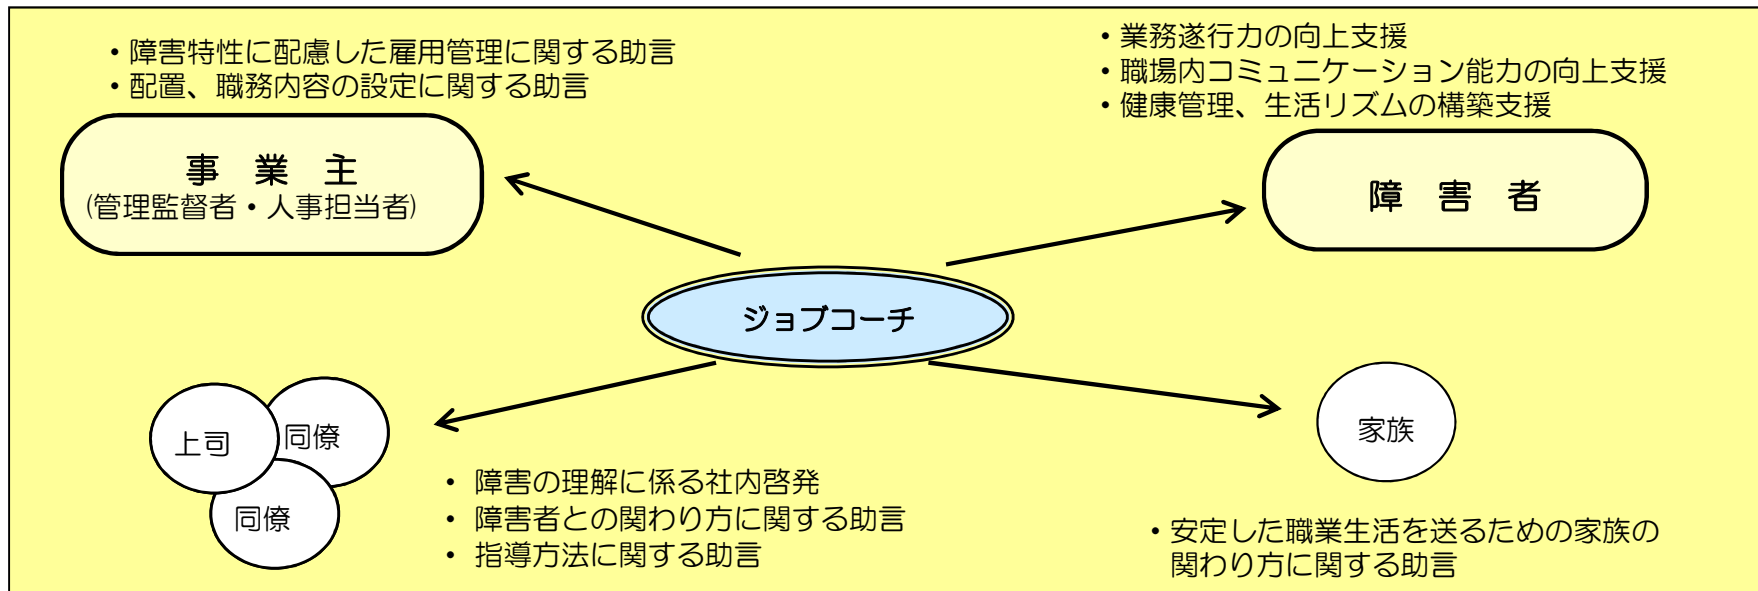 ・障害特性に配慮した雇用管理に関する助言
・配置、職務内容の設定に関する助言
事　業　主
(管理監督者・人事担当者)
・業務遂行力の向上支援
・職場内コミュニケーション能力の向上支援
・健康管理、生活リズムの構築支援
障　害　者
ジョブコーチ
上司
同僚
同僚
・ 障害の理解に係る社内啓発
・ 障害者との関わり方に関する助言
・ 指導方法に関する助言
家族
・安定した職業生活を送るための家族の
関わり方に関する助言